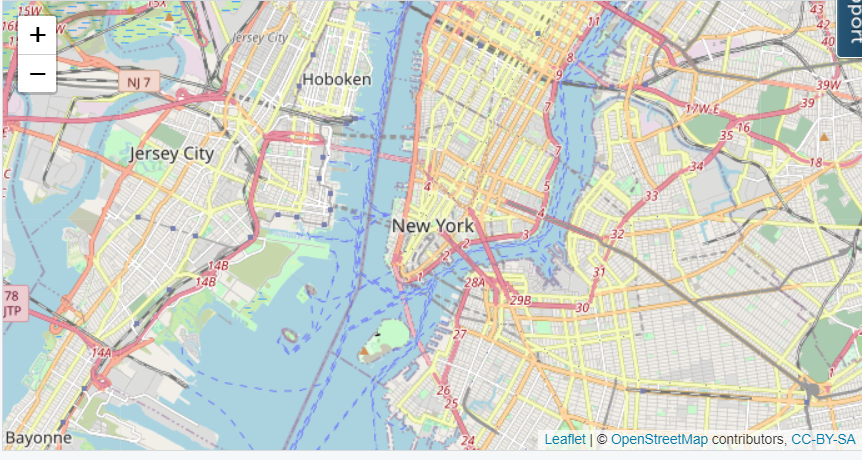 15W
15X
43
42
40
16E
11
port
+
−
Jersey City
Hoboken
8
9
NJ 7
7
39W
17W-E
39
16
35
E
Jersey City
7
34
18
C
4
5
33
4
New York
3
32
2
2
14B
1
31
14B
28A
29B
30
78
JTP
27
14A
1
26
25
Bayonne
24
Leaflet | © OpenStreetMap contributors, CC-BY-SA